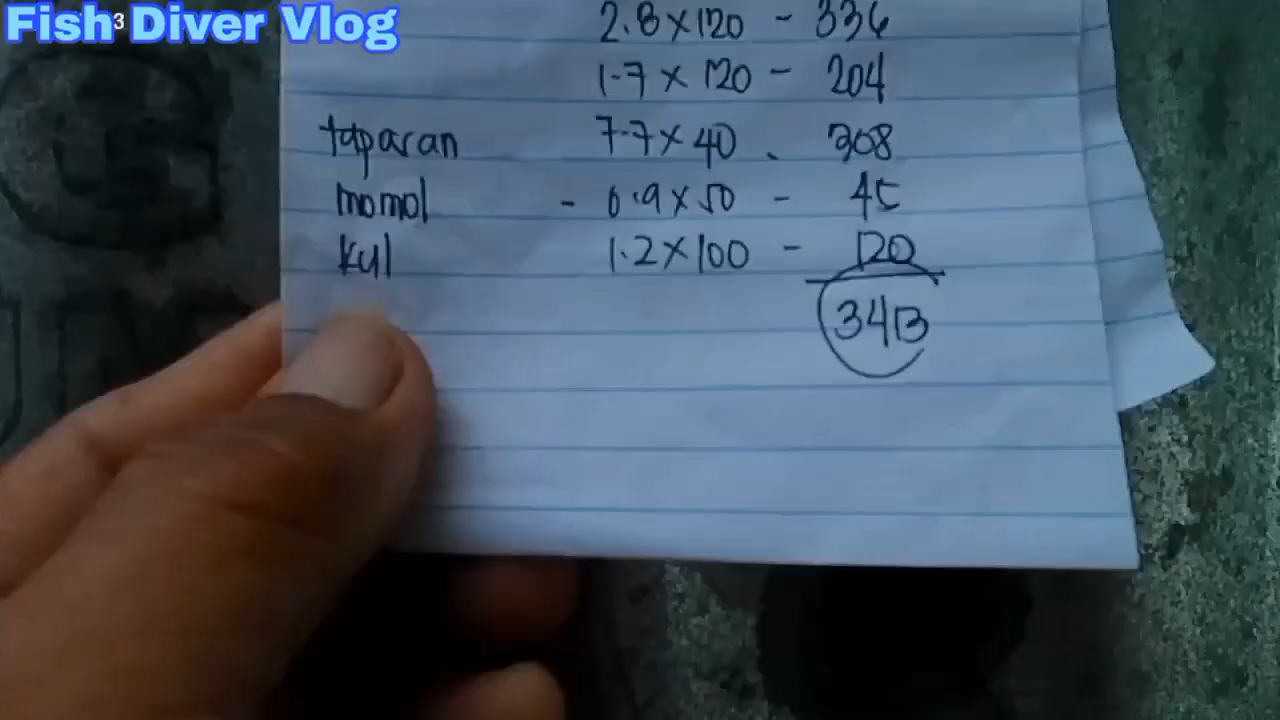 Fish Diver Vlog
3
2.8 x 120 - 336
1.7 x 120 - 204
taparan 7.7 x 40 - 308
momol - 0.9 x 50 - 45
kul 1.2 x 100 - 120
3413